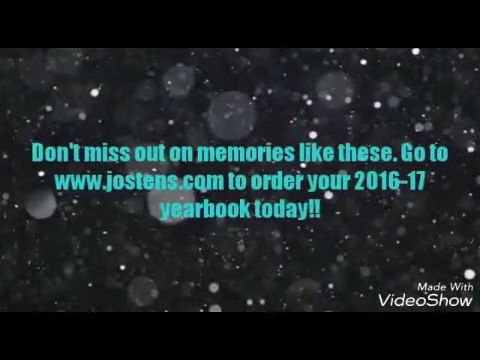 Don't miss out on memories like these. Go to
www.jostens.com to order your 2016-17
yearbook today!!
Made With
VideoShow